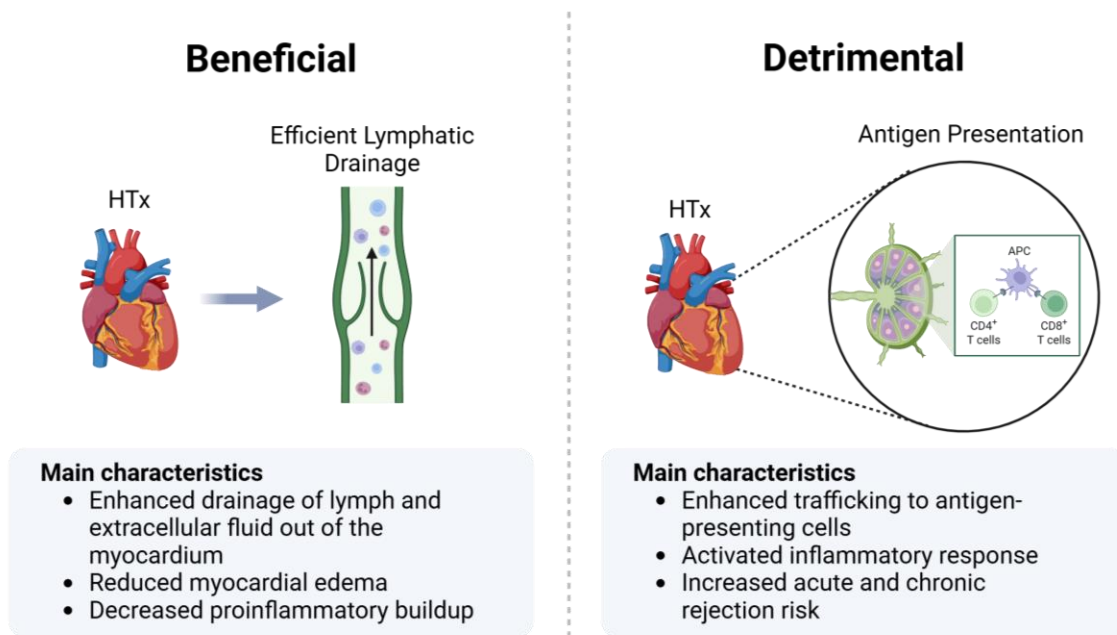 Beneficial
Efficient Lymphatic
Drainage
HTx
Main characteristics
• Enhanced drainage of lymph and
extracellular fluid out of the
myocardium
• Reduced myocardial edema
• Decreased proinflammatory buildup
Detrimental
Antigen Presentation
HTx
APC
CD4⁺
T cells
CD8⁺
T cells
Main characteristics
• Enhanced trafficking to antigen-
presenting cells
• Activated inflammatory response
• Increased acute and chronic
rejection risk